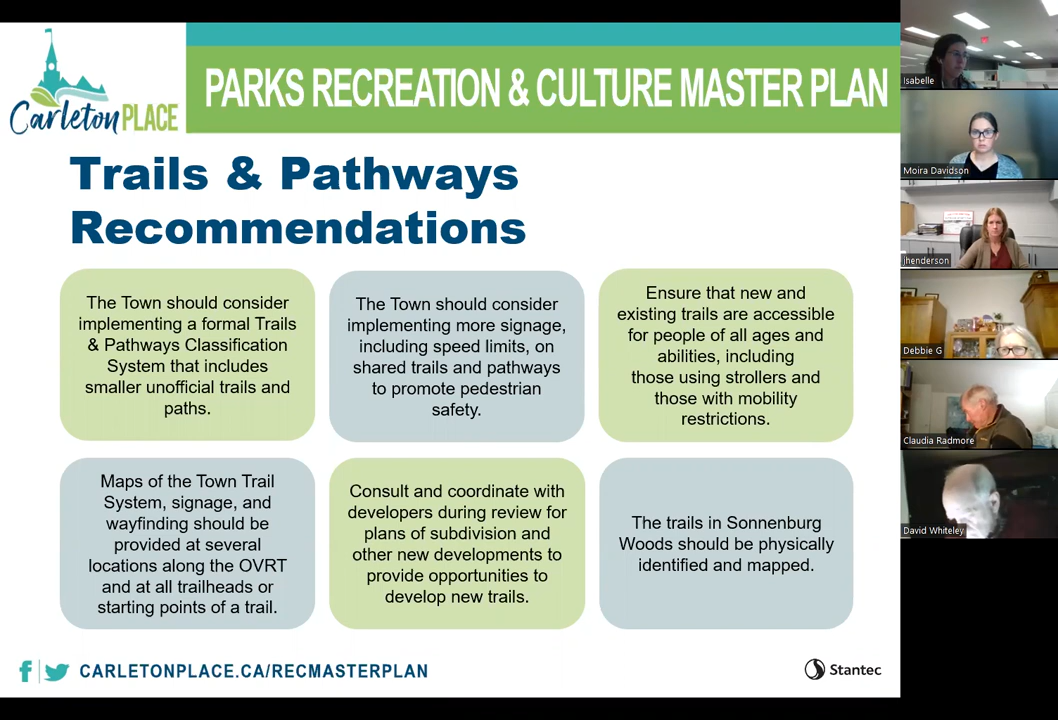 Carleton PLACE
PARKS RECREATION & CULTURE MASTER PLAN
Trails & Pathways
Recommendations
The Town should consider
implementing a formal Trails
& Pathways Classification
System that includes
smaller unofficial trails and
paths.
The Town should consider
implementing more signage,
including speed limits, on
shared trails and pathways
to promote pedestrian
safety.
Ensure that new and
existing trails are accessible
for people of all ages and
abilities, including
those using strollers and
those with mobility
restrictions.
Maps of the Town Trail
System, signage, and
wayfinding should be
provided at several
locations along the OVRT
and at all trailheads or
starting points of a trail.
Consult and coordinate with
developers during review for
plans of subdivision and
other new developments to
provide opportunities to
develop new trails.
The trails in Sonnenburg
Woods should be physically
identified and mapped.
CARLETONPLACE.CA/RECMASTERPLAN
Stantec
Isabelle
Moira Davidson
jhenderson
Debbie G
Claudia Radmore
David Whiteley